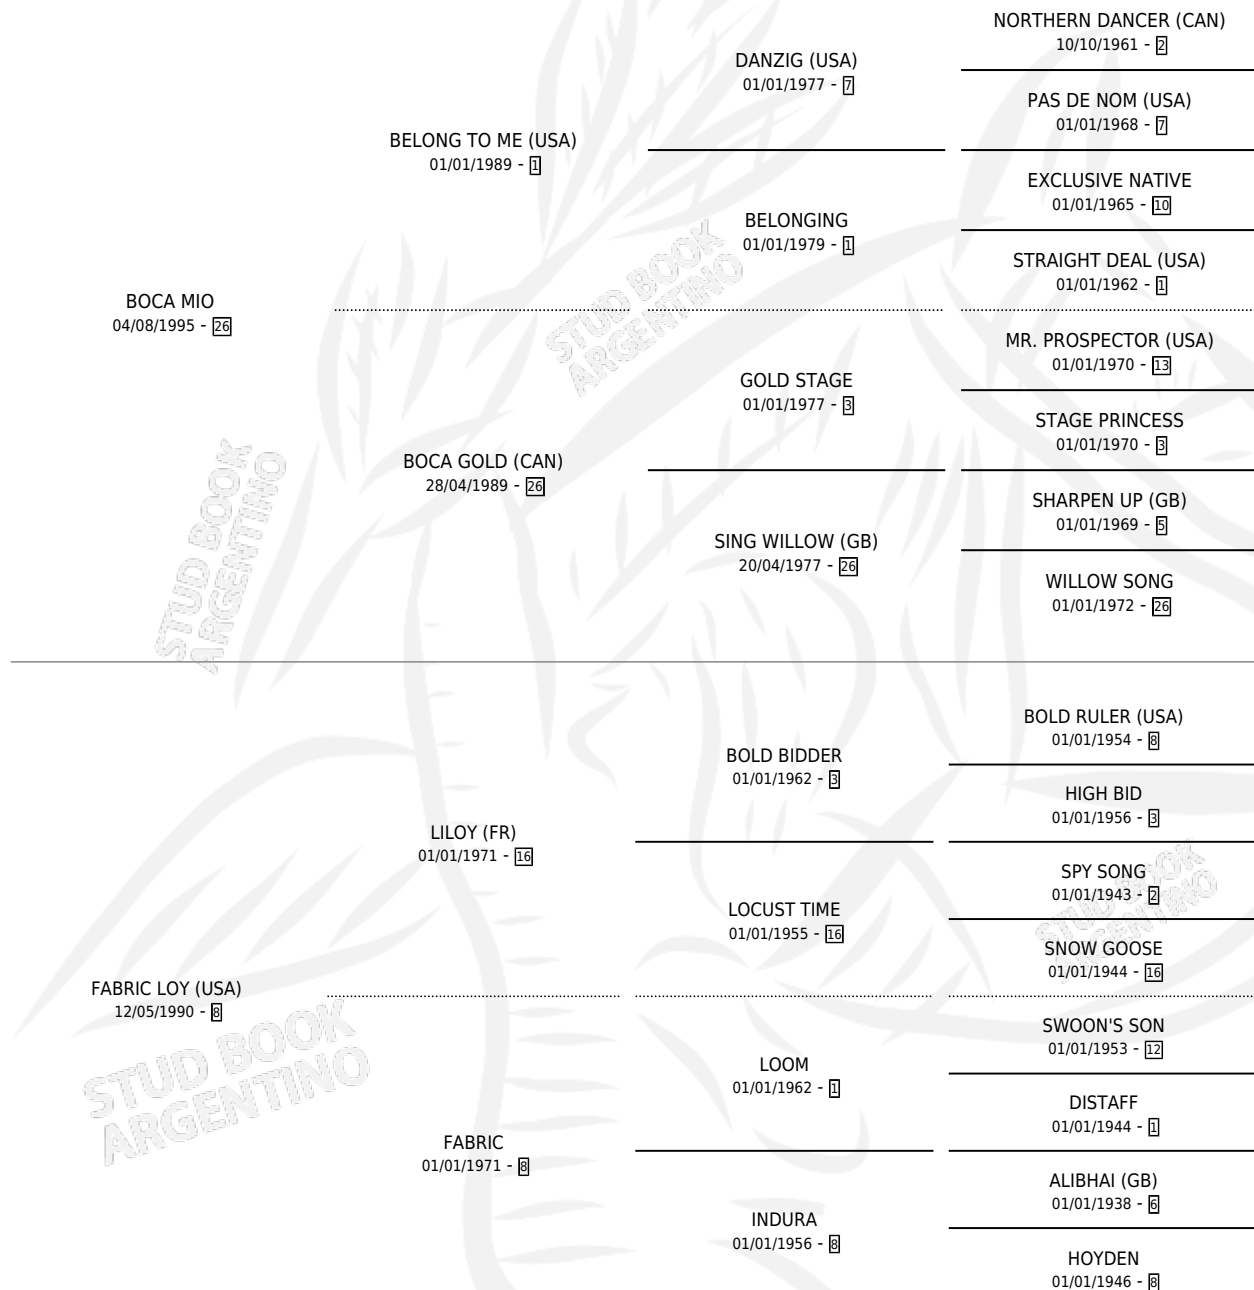 NORTHERN DANCER (CAN)
10/10/1961 - 2
DANZIG (USA)
01/01/1977 - 7
PAS DE NOM (USA)
01/01/1968 - 7
BELONG TO ME (USA)
01/01/1989 - 1
EXCLUSIVE NATIVE
01/01/1965 - 10
BELONGING
01/01/1979 - 1
STRAIGHT DEAL (USA)
01/01/1962 - 1
BOCA MIO
04/08/1995 - 26
MR. PROSPECTOR (USA)
01/01/1970 - 13
GOLD STAGE
01/01/1977 - 3
STAGE PRINCESS
01/01/1970 - 3
BOCA GOLD (CAN)
28/04/1989 - 26
SHARPEN UP (GB)
01/01/1969 - 5
SING WILLOW (GB)
20/04/1977 - 26
WILLOW SONG
01/01/1972 - 26
BOLD RULER (USA)
01/01/1954 - 8
BOLD BIDDER
01/01/1962 - 3
HIGH BID
01/01/1956 - 3
LILOY (FR)
01/01/1971 - 16
SPY SONG
01/01/1943 - 2
LOCUST TIME
01/01/1955 - 16
SNOW GOOSE
01/01/1944 - 16
FABRIC LOY (USA)
12/05/1990 - 8
SWOON'S SON
01/01/1953 - 12
LOOM
01/01/1962 - 1
DISTAFF
01/01/1944 - 1
FABRIC
01/01/1971 - 8
ALIBHAI (GB)
01/01/1938 - 6
INDURA
01/01/1956 - 8
HOYDEN
01/01/1946 - 8
STUD BOOK
ARGENTINO
STUD BOOK
ARGENTINO
STUD BOOK
ARGENTINO
STUD BOOK
ARGENTINO